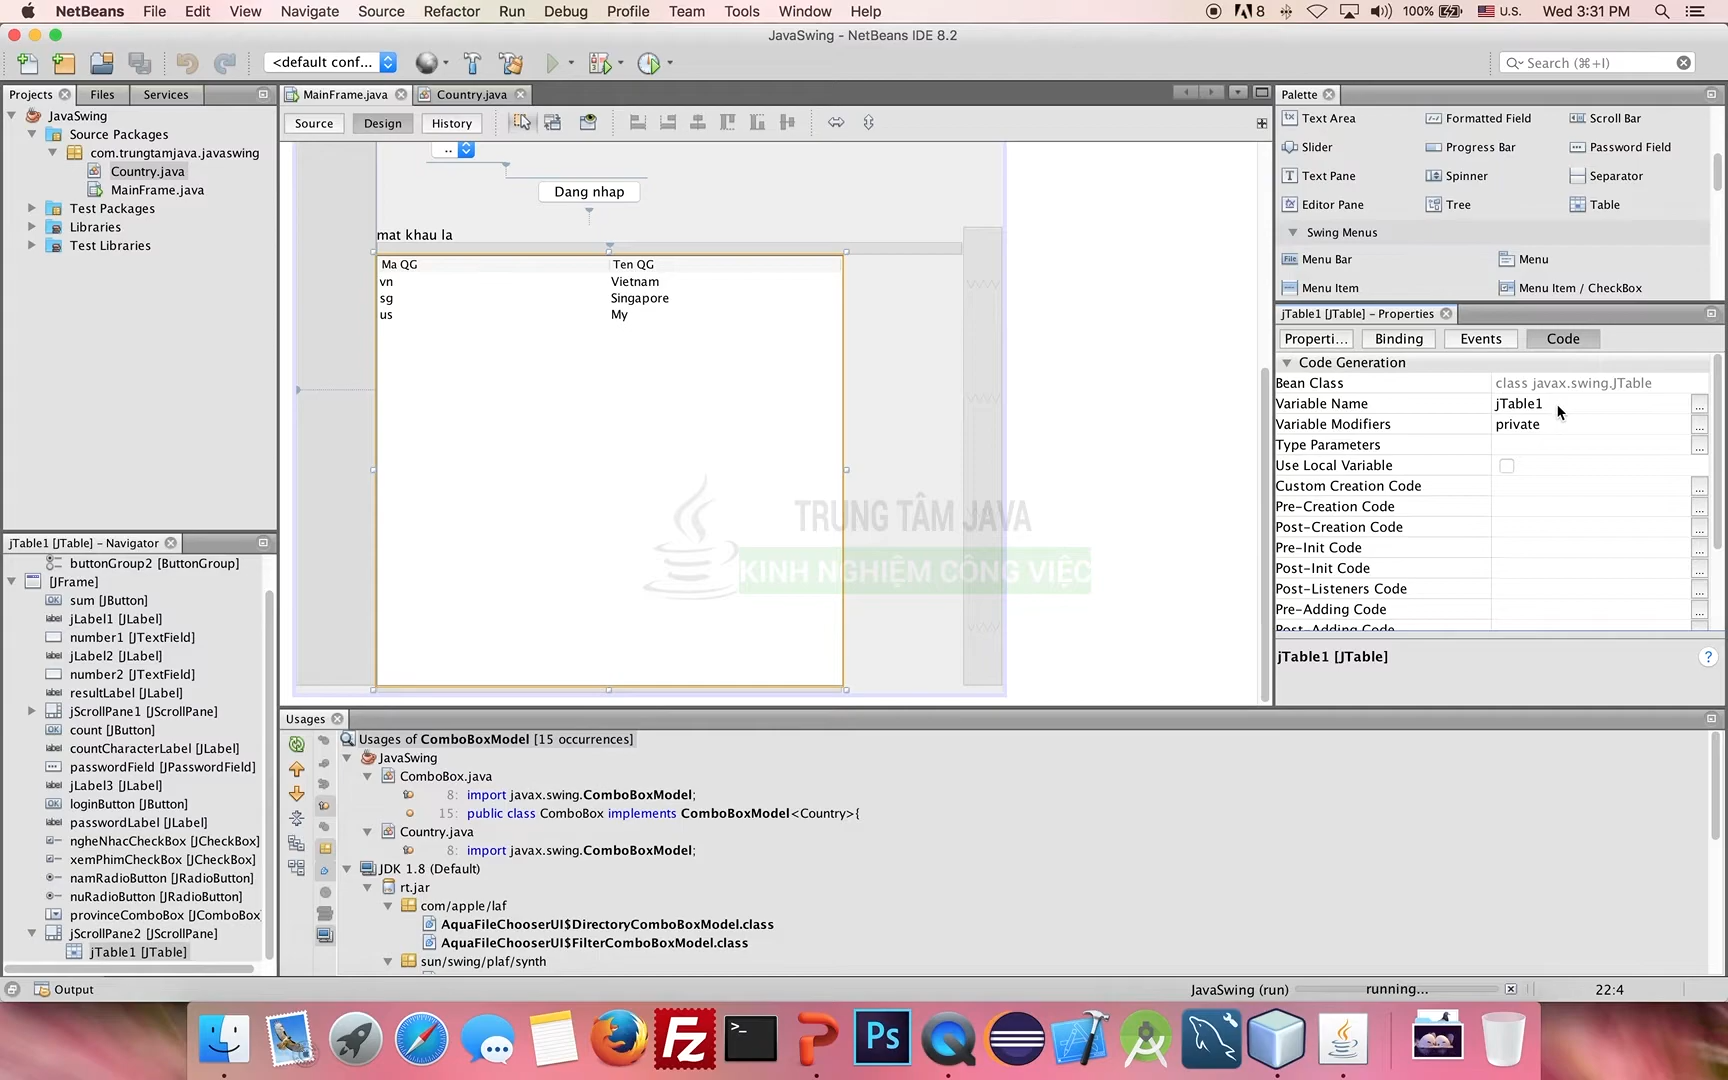 NetBeans File Edit View Navigate Source Refactor Run Debug Profile Team Tools Window Help 8 100% U.S. Wed 3:31 PM
JavaSwing - NetBeans IDE 8.2
<default conf... Search (⌘+I)
Projects Files Services
JavaSwing
Source Packages
com.trungtamjava.javaswing
Country.java
MainFrame.java
Test Packages
Libraries
Test Libraries
jTable1 [JTable] - Navigator
buttonGroup2 [ButtonGroup]
[JFrame]
sum [JButton]
jLabel1 [JLabel]
number1 [JTextField]
jLabel2 [JLabel]
number2 [JTextField]
resultLabel [JLabel]
jScrollPane1 [JScrollPane]
count [JButton]
countCharacterLabel [JLabel]
passwordField [JPasswordField]
jLabel3 [JLabel]
loginButton [JButton]
passwordLabel [JLabel]
ngheNhacCheckBox [JCheckBox]
xemPhimCheckBox [JCheckBox]
namRadioButton [JRadioButton]
nuRadioButton [JRadioButton]
provinceComboBox [JComboBox]
jScrollPane2 [JScrollPane]
jTable1 [JTable]
MainFrame.java Country.java
Source Design History
..
Dang nhap
mat khau la
Ma QG Ten QG
vn Vietnam
sg Singapore
us My
TRUNG TÂM JAVA
KINH NGHIỆM CÔNG VIỆC
Palette
Text Area Formatted Field Scroll Bar
Slider Progress Bar Password Field
Text Pane Spinner Separator
Editor Pane Tree Table
Swing Menus
Menu Bar Menu
Menu Item Menu Item / CheckBox
jTable1 [JTable] - Properties
Properti... Binding Events Code
Code Generation
Bean Class class javax.swing.JTable
Variable Name jTable1 ...
Variable Modifiers private ...
Type Parameters ...
Use Local Variable
Custom Creation Code ...
Pre-Creation Code ...
Post-Creation Code ...
Pre-Init Code ...
Post-Init Code ...
Post-Listeners Code ...
Pre-Adding Code ...
Post-Adding Code
jTable1 [JTable] ?
Usages
Usages of ComboBoxModel [15 occurrences]
JavaSwing
ComboBox.java
8: import javax.swing.ComboBoxModel;
15: public class ComboBox implements ComboBoxModel<Country>{
Country.java
8: import javax.swing.ComboBoxModel;
JDK 1.8 (Default)
rt.jar
com/apple/laf
AquaFileChooserUI$DirectoryComboBoxModel.class
AquaFileChooserUI$FilterComboBoxModel.class
sun/swing/plaf/synth
Output JavaSwing (run) running... 22:4
Fz Ps